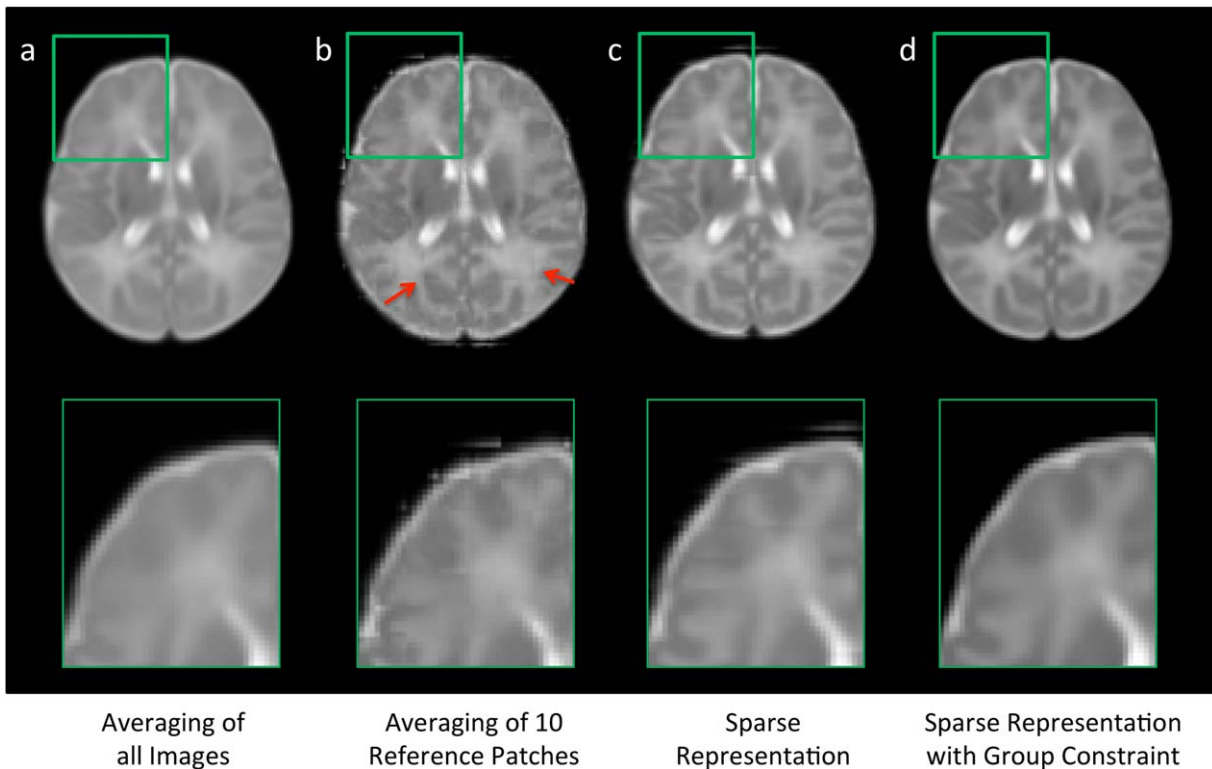 a
b
c
d
Averaging of
all Images
Averaging of 10
Reference Patches
Sparse
Representation
Sparse Representation
with Group Constraint